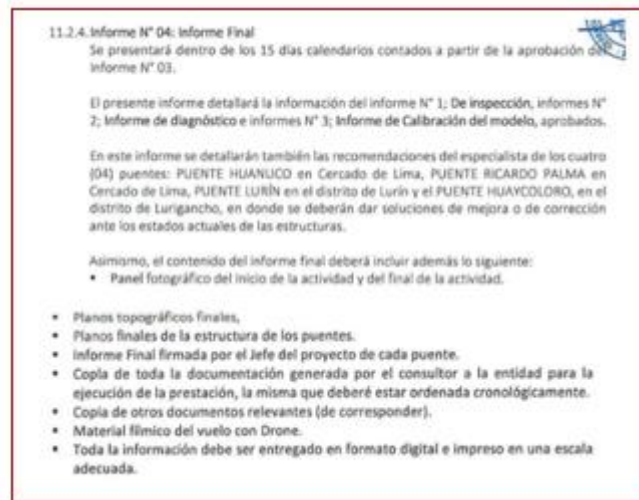 11.2.4. Informe N° 04: Informe Final
Se presentará dentro de los 15 días calendarios contados a partir de la aprobación del
Informe N° 03.
El presente informe detallará la información del informe N° 1; De inspección, informes N°
2; Informe de diagnóstico e informes N° 3; Informe de Calibración del modelo, aprobados.
En este informe se detallarán también las recomendaciones del especialista de los cuatro
(04) puentes: PUENTE HUANUCO en Cercado de Lima, PUENTE RICARDO PALMA en
Cercado de Lima, PUENTE LURÍN en el distrito de Lurín y el PUENTE HUAYCOLORO, en el
distrito de Lurigancho, en donde se deberán dar soluciones de mejora o de corrección
ante los estados actuales de las estructuras.
Asimismo, el contenido del informe final deberá incluir además lo siguiente:
• Panel fotográfico del inicio de la actividad y del final de la actividad.
• Planos topográficos finales,
• Planos finales de la estructura de los puentes.
• Informe Final firmada por el Jefe del proyecto de cada puente.
• Copia de toda la documentación generada por el consultor a la entidad para la
ejecución de la prestación, la misma que deberé estar ordenada cronológicamente.
• Copia de otros documentos relevantes (de corresponder).
• Material fílmico del vuelo con Drone.
• Toda la información debe ser entregado en formato digital e impreso en una escala
adecuada.